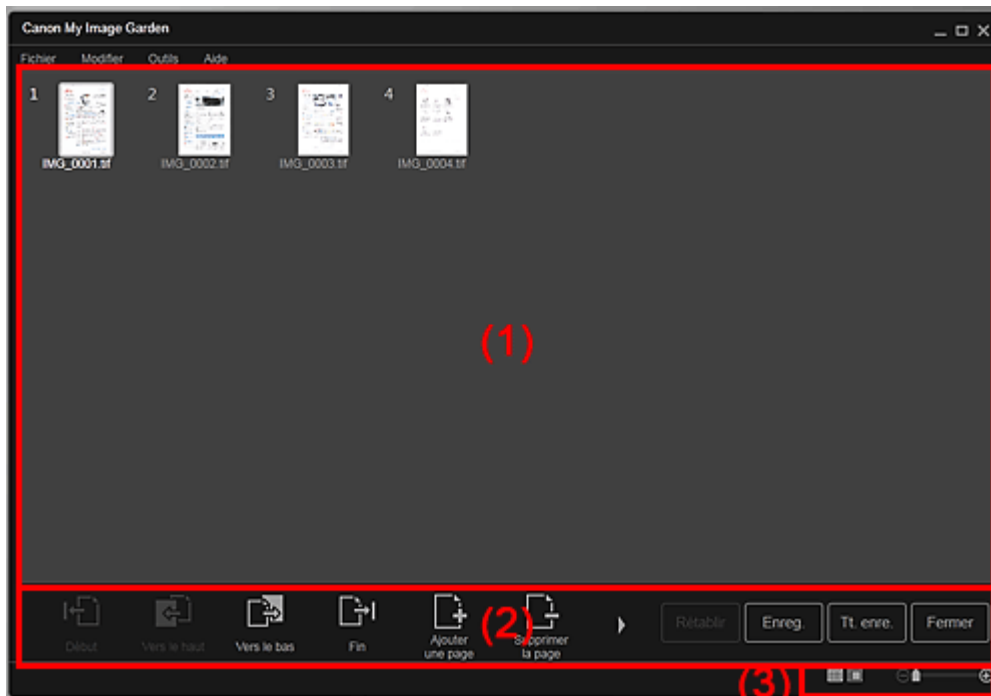 Canon My Image Garden
Fichier Modifier Outils Aide
1 2 3 4
IMG_0001.tif IMG_0002.tif IMG_0003.tif IMG_0004.tif
(1)
Début Vers le haut Vers le bas Fin Ajouter
une page (2) Supprimer
la page Rétablir Enreg. Tt. enre. Fermer
(3)